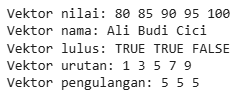 Vektor nilai: 80 85 90 95 100
Vektor nama: Ali Budi Cici
Vektor lulus: TRUE TRUE FALSE
Vektor urutan: 1 3 5 7 9
Vektor pengulangan: 5 5 5